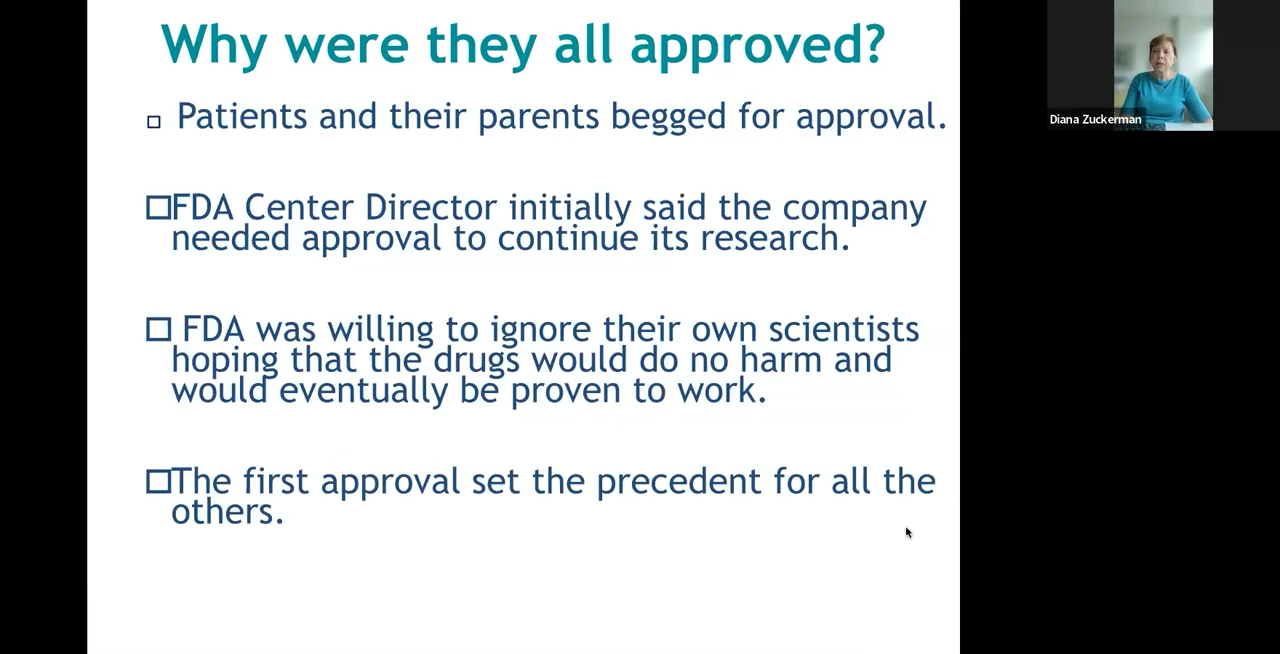 Why were they all approved?
Patients and their parents begged for approval.
FDA Center Director initially said the company
needed approval to continue its research.
FDA was willing to ignore their own scientists
hoping that the drugs would do no harm and
would eventually be proven to work.
The first approval set the precedent for all the
others.
Diana Zuckerman